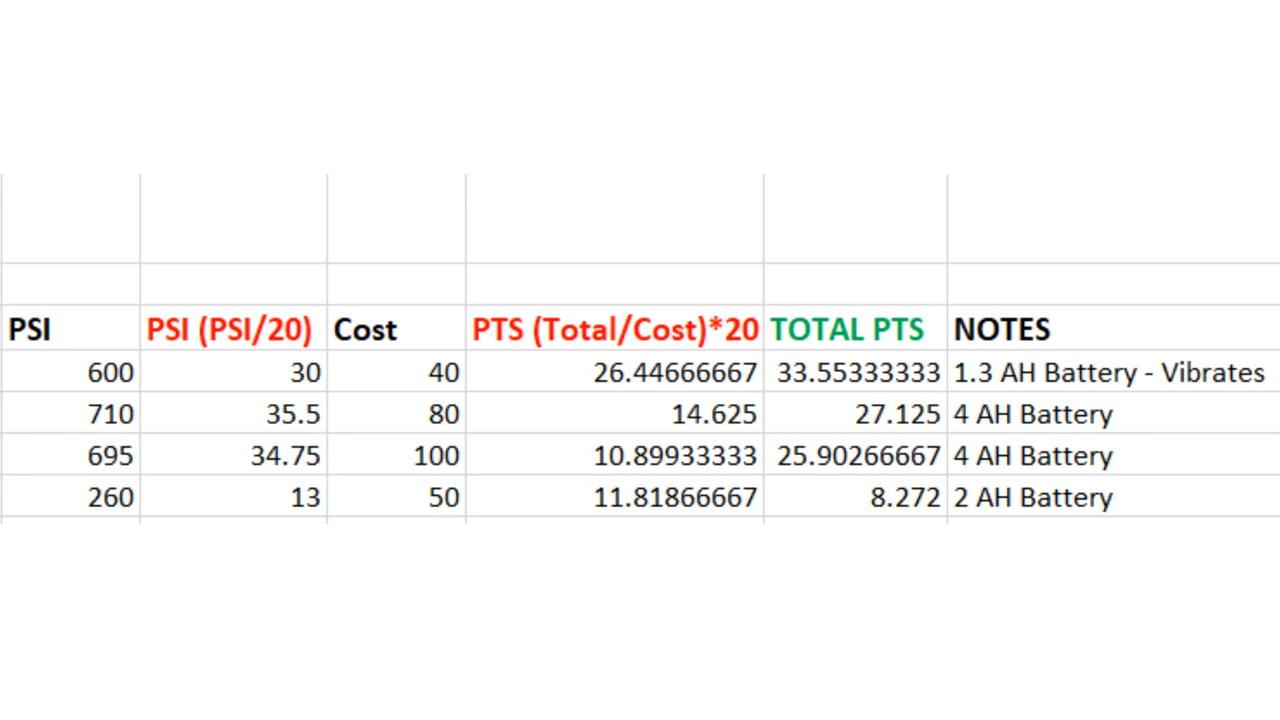 PSI PSI (PSI/20) Cost PTS (Total/Cost)*20 TOTAL PTS NOTES
600 30 40 26.44666667 33.55333333 1.3 AH Battery - Vibrates
710 35.5 80 14.625 27.125 4 AH Battery
695 34.75 100 10.89933333 25.90266667 4 AH Battery
260 13 50 11.81866667 8.272 2 AH Battery